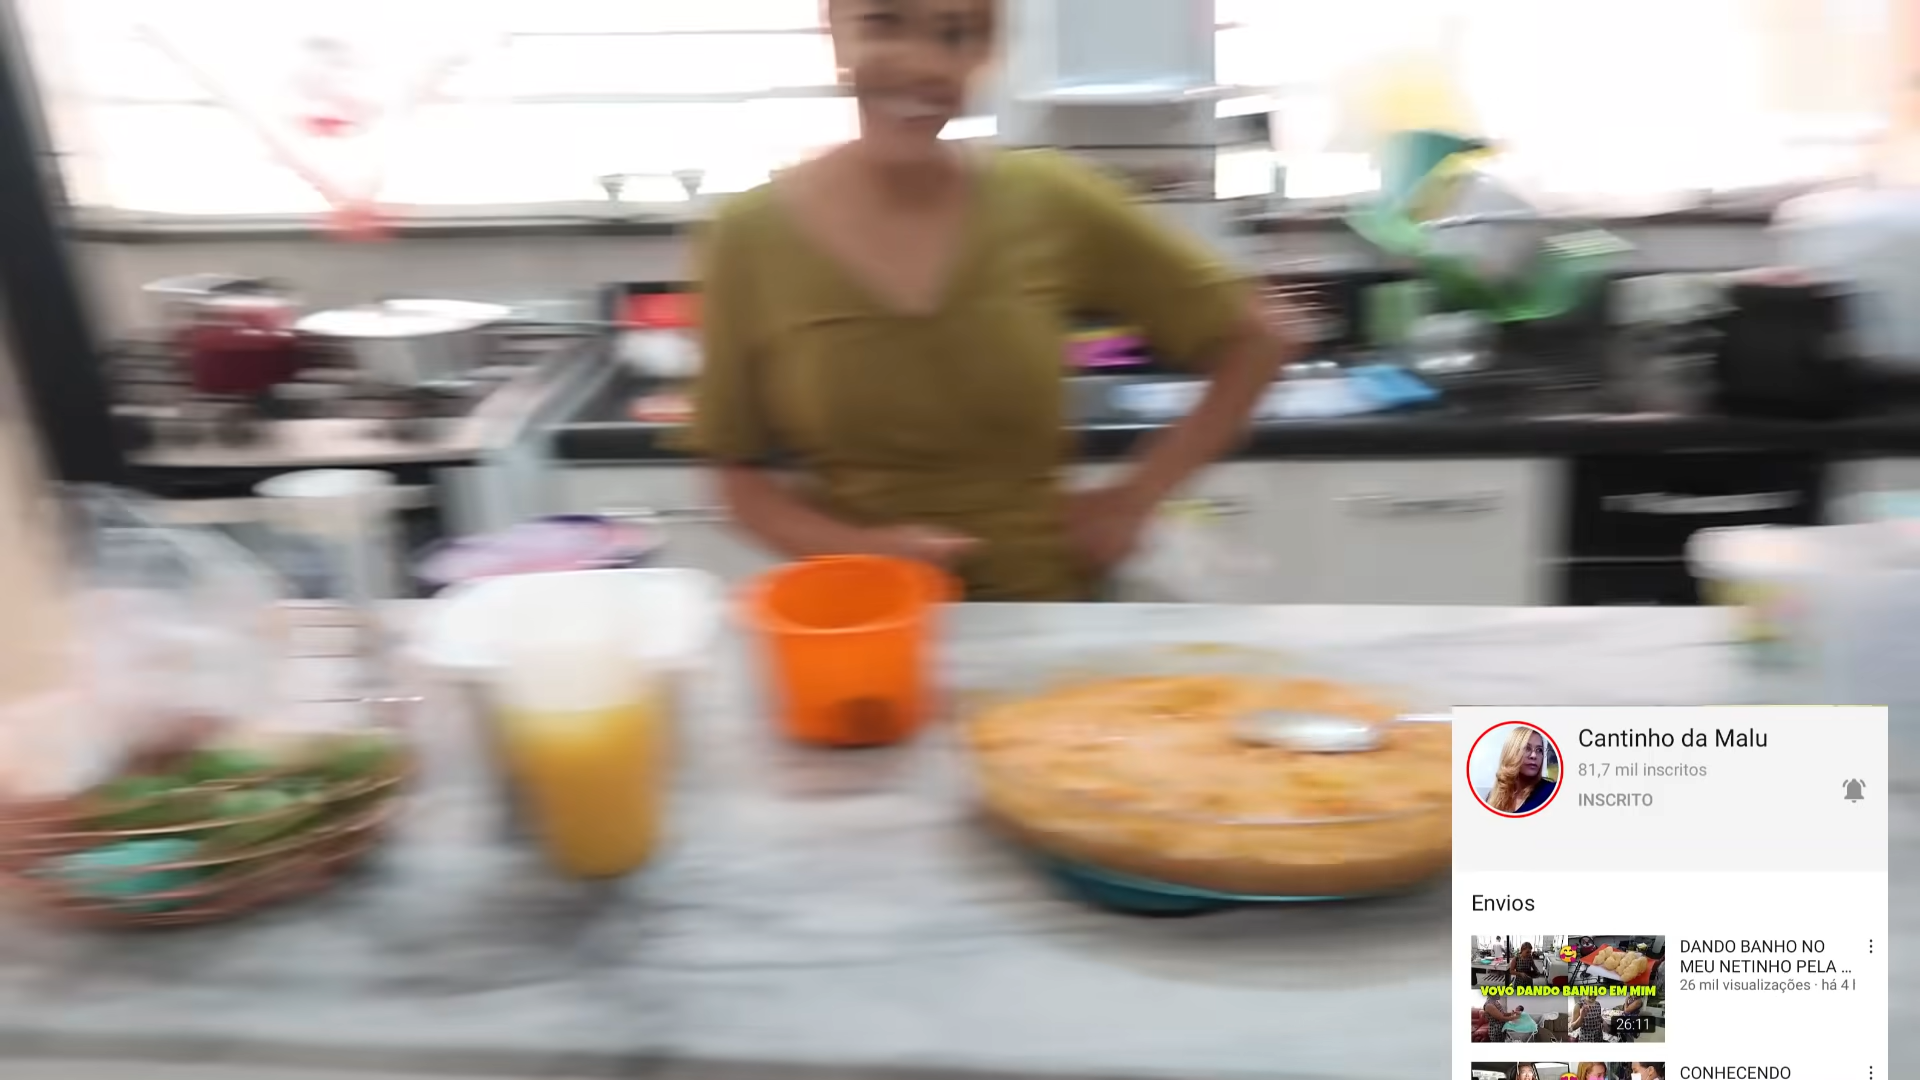 Cantinho da Malu
81,7 mil inscritos
INSCRITO
Envios
DANDO BANHO NO
MEU NETINHO PELA ...
26 mil visualizações · há 4 h
VOVÓ DANDO BANHO EM MIM
26:11
CONHECENDO